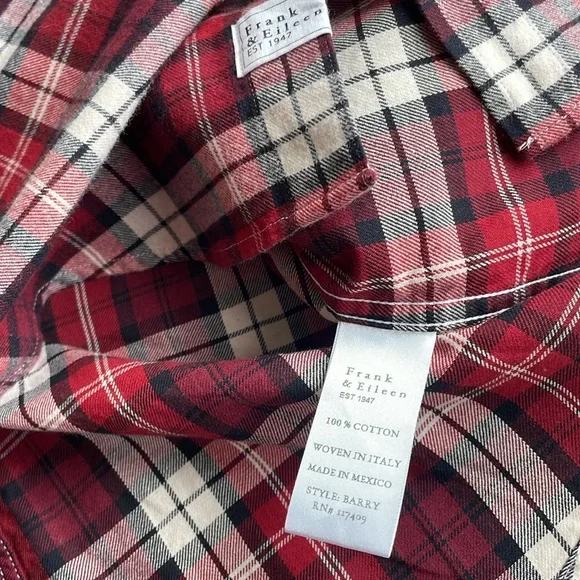 Frank
& Eileen
EST 1947
Frank
& Eileen
EST 1947
100% COTTON
WOVEN IN ITALY
MADE IN MEXICO
STYLE: BARRY
RN# 117409